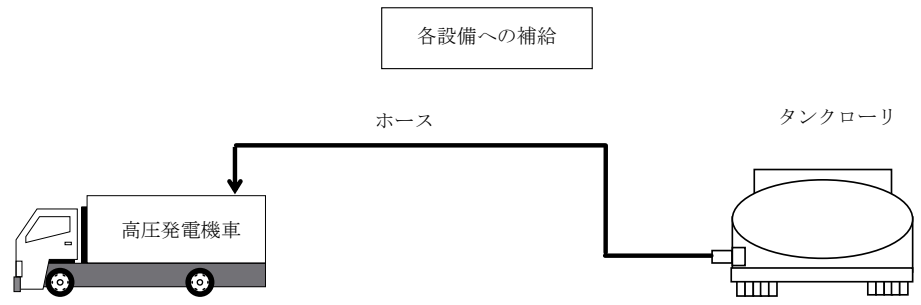 各設備への補給
ホース
タンクローリ
高圧発電機車